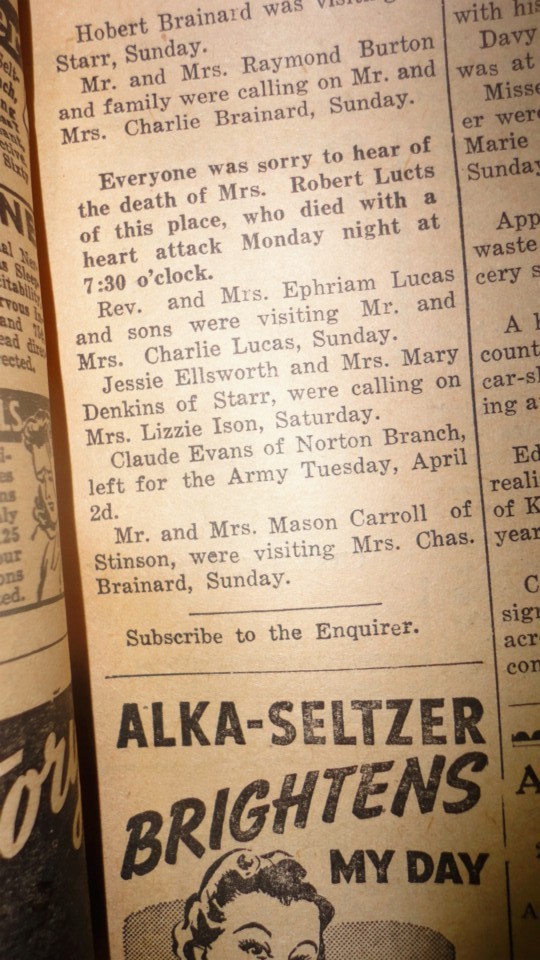 Hobert Brainard was
Starr, Sunday.
Mr. and Mrs. Raymond Burton
and family were calling on Mr. and
Mrs. Charlie Brainard, Sunday.
Everyone was sorry to hear of
the death of Mrs. Robert Lucts
of this place, who died with a
heart attack Monday night at
7:30 o'clock.
Rev. and Mrs. Ephriam Lucas
and sons were visiting Mr. and
Mrs. Charlie Lucas, Sunday.
Jessie Ellsworth and Mrs. Mary
Denkins of Starr, were calling on
Mrs. Lizzie Ison, Saturday.
Claude Evans of Norton Branch,
left for the Army Tuesday, April
2d.
Mr. and Mrs. Mason Carroll of
Stinson, were visiting Mrs. Chas.
Brainard, Sunday.
Subscribe to the Enquirer.
ALKA-SELTZER
BRIGHTENS
MY DAY
with his
Davy
was at
Misse
er were
Marie
Sunday
App
waste
cery s
A
count
car-sl
ing a
Ed
reali
of K
year
C
sign
acr
con
A